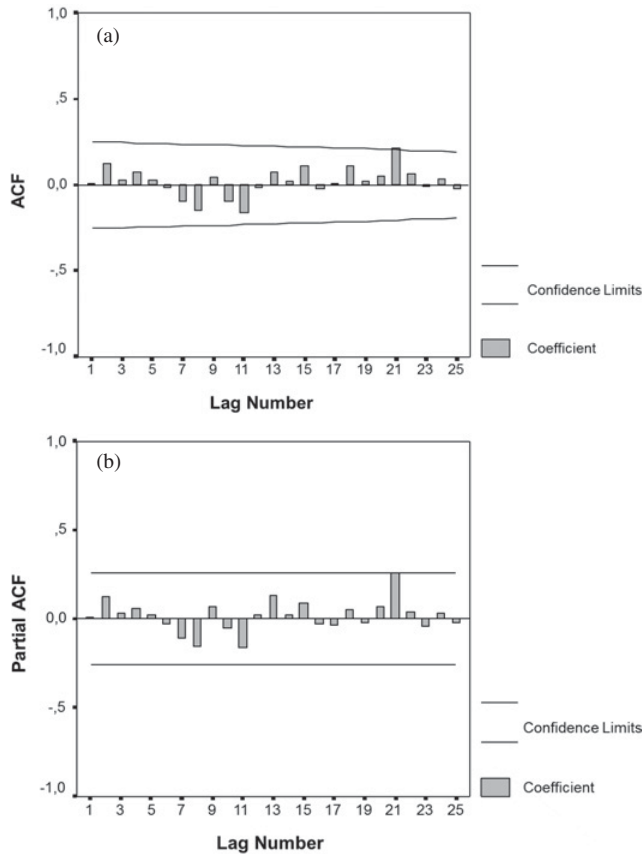 1,0
(a)
,5
0,0
-,5
-1,0
ACF
1 3 5 7 9 11 13 15 17 19 21 23 25
Lag Number
Confidence Limits
Coefficient
1,0
(b)
,5
0,0
-,5
-1,0
Partial ACF
1 3 5 7 9 11 13 15 17 19 21 23 25
Lag Number
Confidence Limits
Coefficient